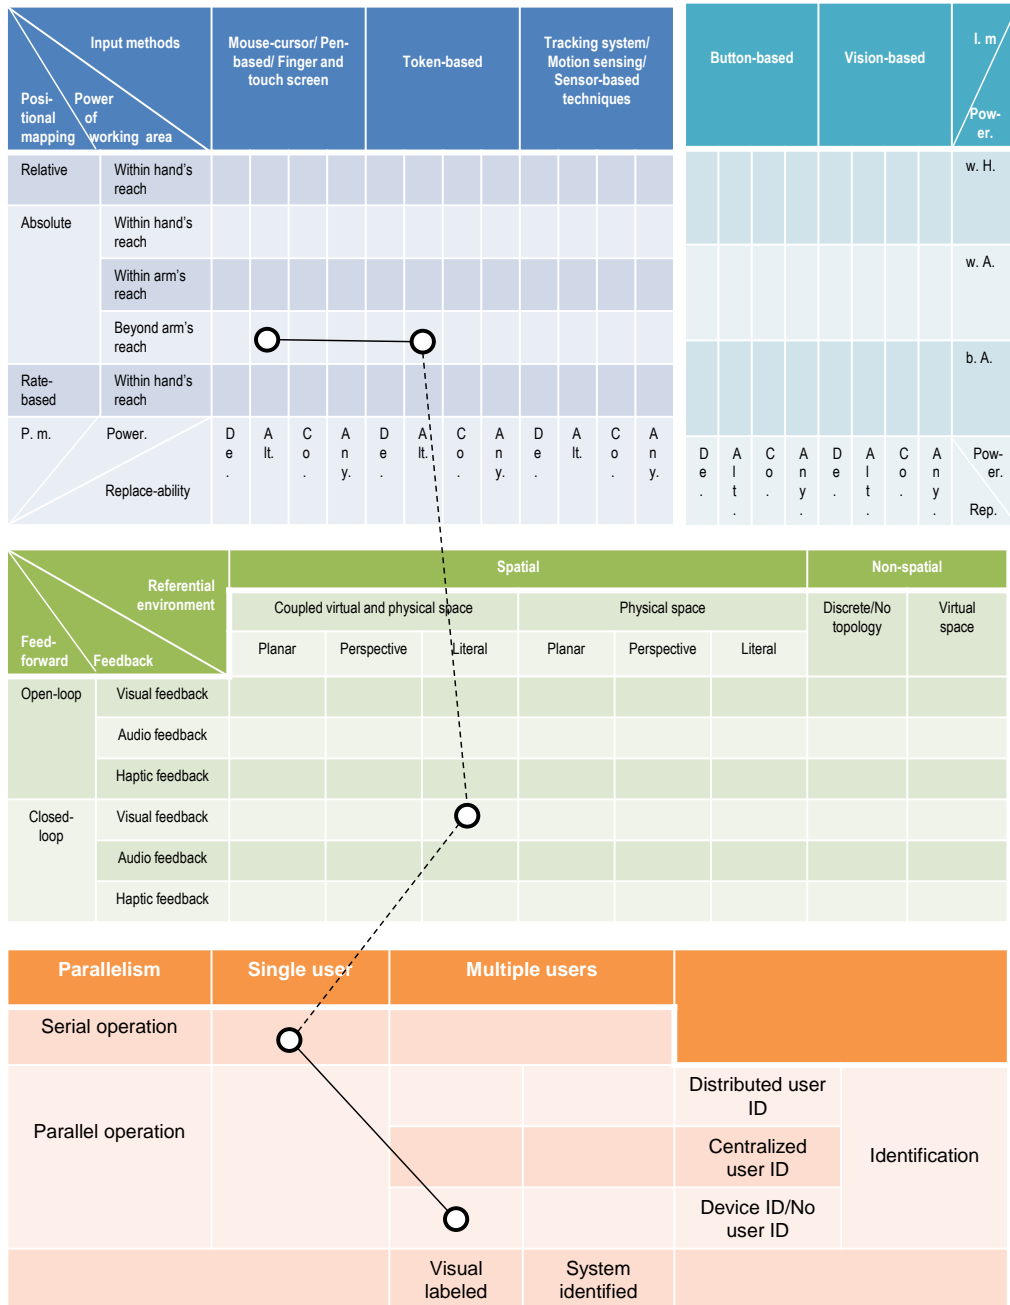 Input methods
Posi-
tional
mapping
Power
of
working area
Mouse-cursor/ Pen-
based/ Finger and
touch screen
Token-based
Tracking system/
Motion sensing/
Sensor-based
techniques
Relative
Within hand's
reach
Absolute
Within hand's
reach
Within arm's
reach
Beyond arm's
reach
Rate-
based
Within hand's
reach
P. m.
Power.
Replace-ability
D
e
.
A
lt.
C
o
.
A
n
y.
D
e
.
A
lt.
C
o
.
A
n
y.
D
e
.
A
lt.
C
o
.
A
n
y.
Button-based
Vision-based
I. m
Pow-
er.
w. H.
w. A.
b. A.
D
e
.
A
l
t
.
C
o
.
A
n
y
.
D
e
.
A
l
t
.
C
o
.
A
n
y
.
Pow-
er.
Rep.
Referential
environment
Feed-
forward
Feedback
Spatial
Non-spatial
Coupled virtual and physical space
Physical space
Discrete/No
topology
Virtual
space
Planar
Perspective
Literal
Planar
Perspective
Literal
Open-loop
Visual feedback
Audio feedback
Haptic feedback
Closed-
loop
Visual feedback
Audio feedback
Haptic feedback
Parallelism
Single user
Multiple users
Serial operation
Parallel operation
Distributed user
ID
Centralized
user ID
Device ID/No
user ID
Identification
Visual
labeled
System
identified